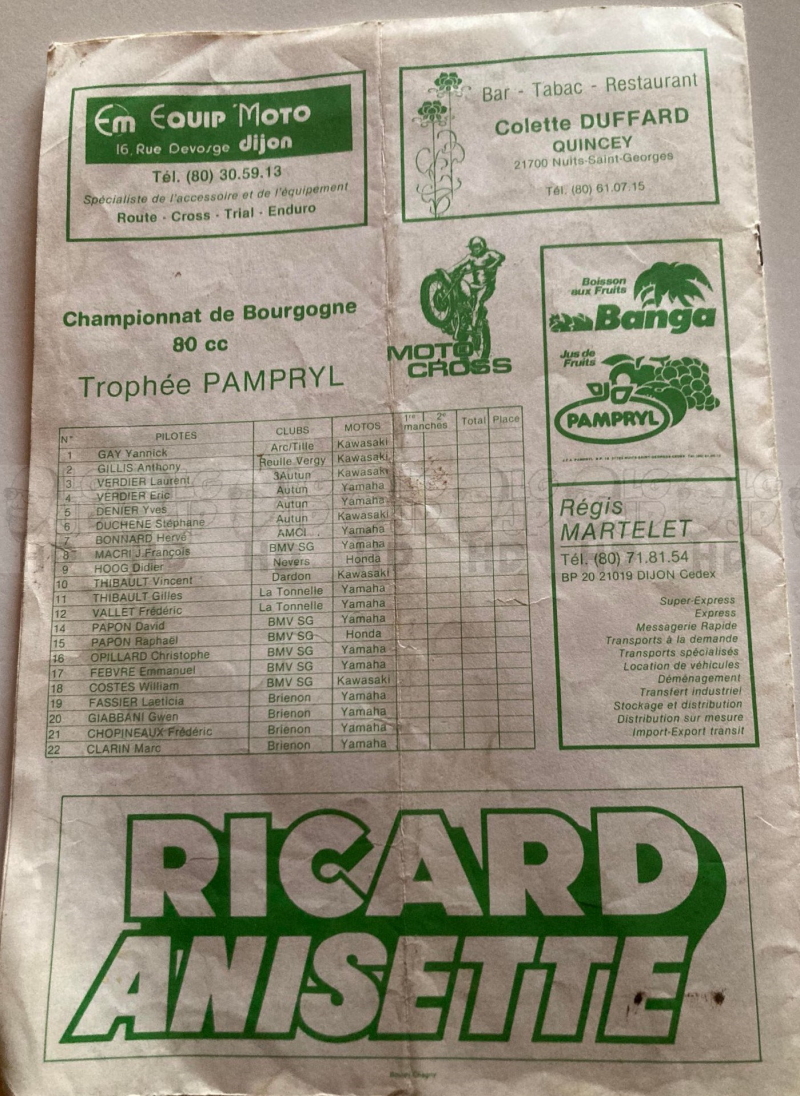 Em EQUIP'MOTO
16, Rue Devosge dijon
Tél. (80) 30.59.13
Spécialiste de l'accessoire et de l'équipement
Route - Cross - Trial - Enduro
Bar - Tabac - Restaurant
Colette DUFFARD
QUINCEY
21700 Nuits-Saint-Georges
Tél. (80) 61.07.15
Championnat de Bourgogne
80 cc
Trophée PAMPRYL
MOTO
CROSS
Boisson
aux Fruits
Banga
Jus de
Fruits
PAMPRYL
N° PILOTES CLUBS MOTOS 1re 2e manches Total Place
1 GAY Yannick Arc/Tille Kawasaki
2 GILLIS Anthony Reulle Vergy Kawasaki
3 VERDIER Laurent Autun Kawasaki
4 VERDIER Eric Autun Yamaha
5 DENIER Yves Autun Yamaha
6 DUCHENE Stéphane Autun Kawasaki
7 BONNARD Hervé AMCI Yamaha
8 MACRI J.François BMV SG Yamaha
9 HOOG Didier Nevers Honda
10 THIBAULT Vincent Dardon Kawasaki
11 THIBAULT Gilles La Tonnelle Yamaha
12 VALLET Frédéric La Tonnelle Yamaha
14 PAPON David BMV SG Yamaha
15 PAPON Raphaël BMV SG Honda
16 OPILLARD Christophe BMV SG Yamaha
17 FEBVRE Emmanuel BMV SG Yamaha
18 COSTES William BMV SG Kawasaki
19 FASSIER Laeticia Brienon Yamaha
20 GIABBANI Gwen Brienon Yamaha
21 CHOPINEAUX Frédéric Brienon Yamaha
22 CLARIN Marc Brienon Yamaha
Régis
MARTELET
Tél. (80) 71.81.54
BP 20 21019 DIJON Cedex
Super-Express
Express
Messagerie Rapide
Transports à la demande
Transports spécialisés
Location de véhicules
Déménagement
Transfert industriel
Stockage et distribution
Distribution sur mesure
Import-Export transit
RICARD
ANISETTE